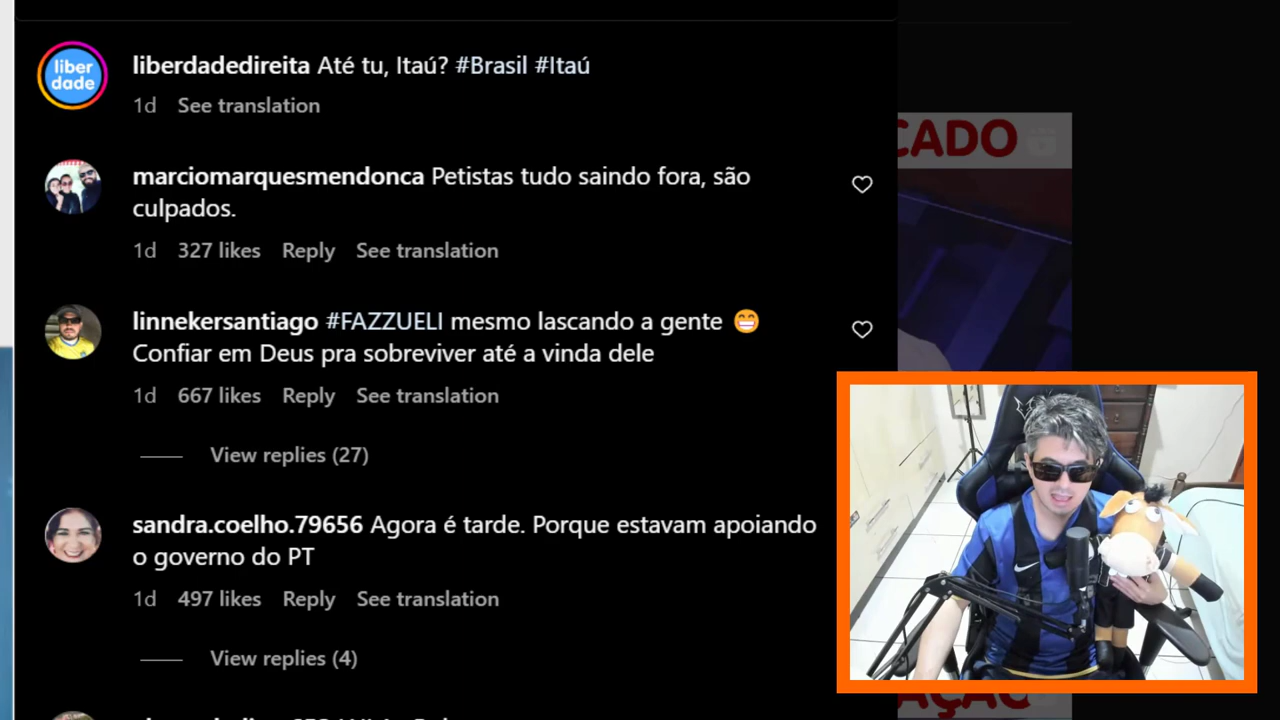 liber
dade
liberdadedireita Até tu, Itaú? #Brasil #Itaú
1d See translation
CADO
marciomarquesmendonca Petistas tudo saindo fora, são
culpados.
1d 327 likes Reply See translation
linnekersantiago #FAZZUELI mesmo lascando a gente 😁
Confiar em Deus pra sobreviver até a vinda dele
1d 667 likes Reply See translation
View replies (27)
sandra.coelho.79656 Agora é tarde. Porque estavam apoiando
o governo do PT
1d 497 likes Reply See translation
View replies (4)